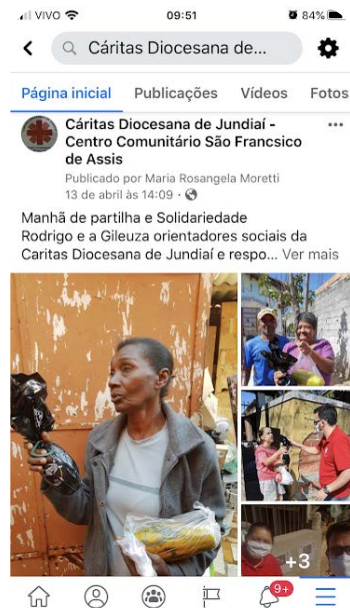 VIVO
09:51
84%
Cáritas Diocesana de...
Página inicial
Publicações
Vídeos
Fotos
Cáritas Diocesana de Jundiaí -
Centro Comunitário São Francsico
de Assis
Publicado por Maria Rosangela Moretti
13 de abril às 14:09 ·
Manhã de partilha e Solidariedade
Rodrigo e a Gileuza orientadores sociais da
Caritas Diocesana de Jundiaí e respo... Ver mais
+3
9+